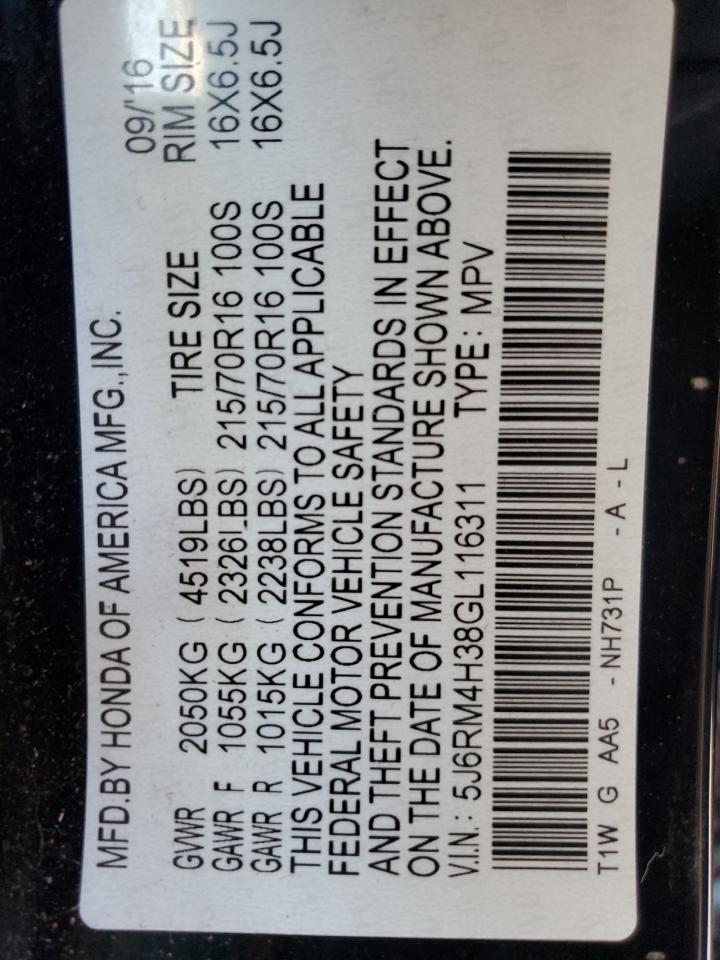 MFD.BY HONDA OF AMERICA MFG.,INC. 09/'16
GVWR 2050KG ( 4519LBS) TIRE SIZE RIM SIZE
GAWR F 1055KG ( 2326LBS) 215/70R16 100S 16X6.5J
GAWR R 1015KG ( 2238LBS) 215/70R16 100S 16X6.5J
THIS VEHICLE CONFORMS TO ALL APPLICABLE
FEDERAL MOTOR VEHICLE SAFETY
AND THEFT PREVENTION STANDARDS IN EFFECT
ON THE DATE OF MANUFACTURE SHOWN ABOVE.
V.I.N.: 5J6RM4H38GL116311 TYPE: MPV
T1W G AA5 - NH731P - A - L